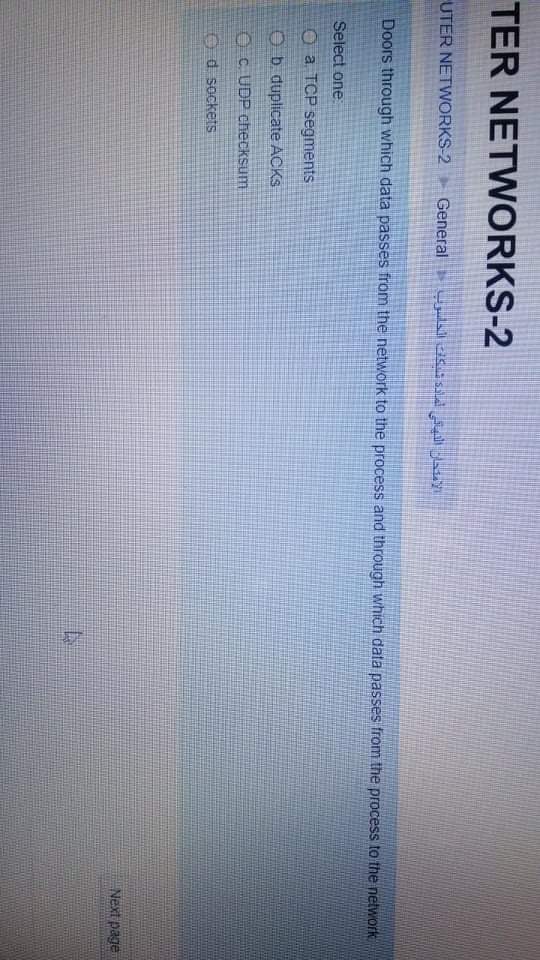 TER NETWORKS-2
UTER NETWORKS-2 ► General ► الامتحان النهائي لمادة شبكات الحاسوب
Doors through which data passes from the network to the process and through which data passes from the process to the network
Select one:
a. TCP segments
b. duplicate ACKs
c. UDP checksum
d. sockets
Next page